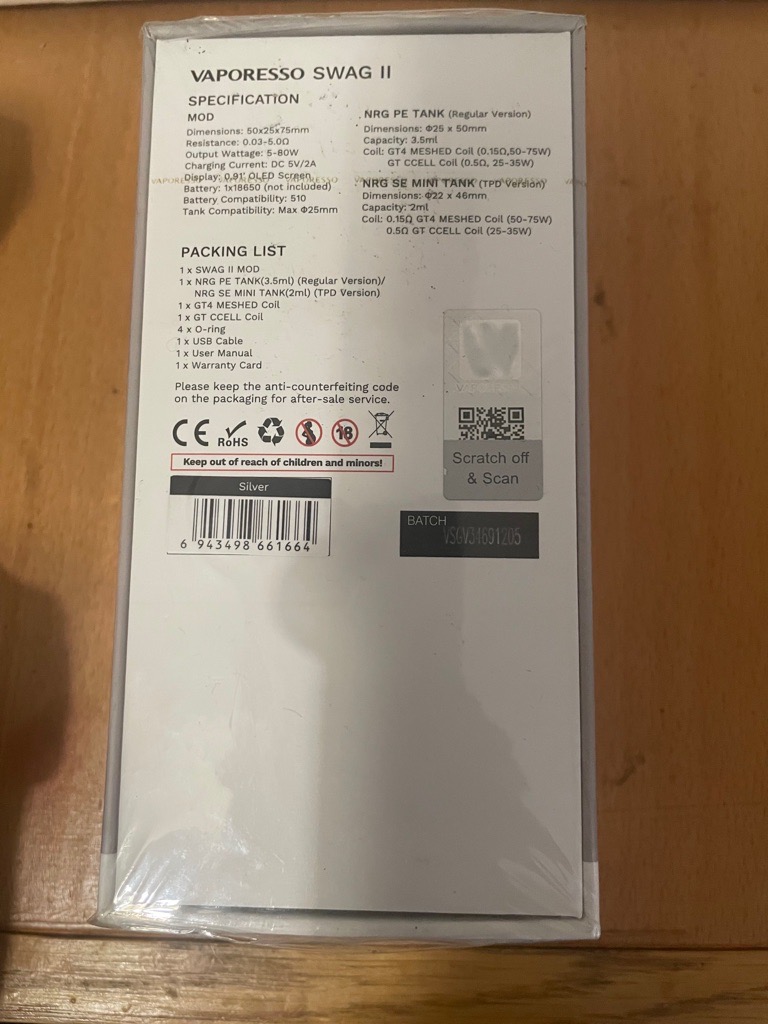 VAPORESSO SWAG II
SPECIFICATION
MOD
Dimensions: 50x25x75mm
Resistance: 0.03-5.0Ω
Output Wattage: 5-80W
Charging Current: DC 5V/2A
Display: 0.91" OLED Screen
Battery: 1x18650 (not included)
Battery Compatibility: 510
Tank Compatibility: Max Φ25mm
NRG PE TANK (Regular Version)
Dimensions: Φ25 x 50mm
Capacity: 3.5ml
Coil: GT4 MESHED Coil (0.15Ω,50-75W)
GT CCELL Coil (0.5Ω, 25-35W)
NRG SE MINI TANK (TPD Version)
Dimensions: Φ22 x 46mm
Capacity: 2ml
Coil: 0.15Ω GT4 MESHED Coil (50-75W)
0.5Ω GT CCELL Coil (25-35W)
PACKING LIST
1 x SWAG II MOD
1 x NRG PE TANK(3.5ml) (Regular Version)/
NRG SE MINI TANK(2ml) (TPD Version)
1 x GT4 MESHED Coil
1 x GT CCELL Coil
4 x O-ring
1 x USB Cable
1 x User Manual
1 x Warranty Card
Please keep the anti-counterfeiting code
on the packaging for after-sale service.
CE RoHS 18
Keep out of reach of children and minors!
Silver
6 943498 661664
Scratch off
& Scan
BATCH
VSGV34691205